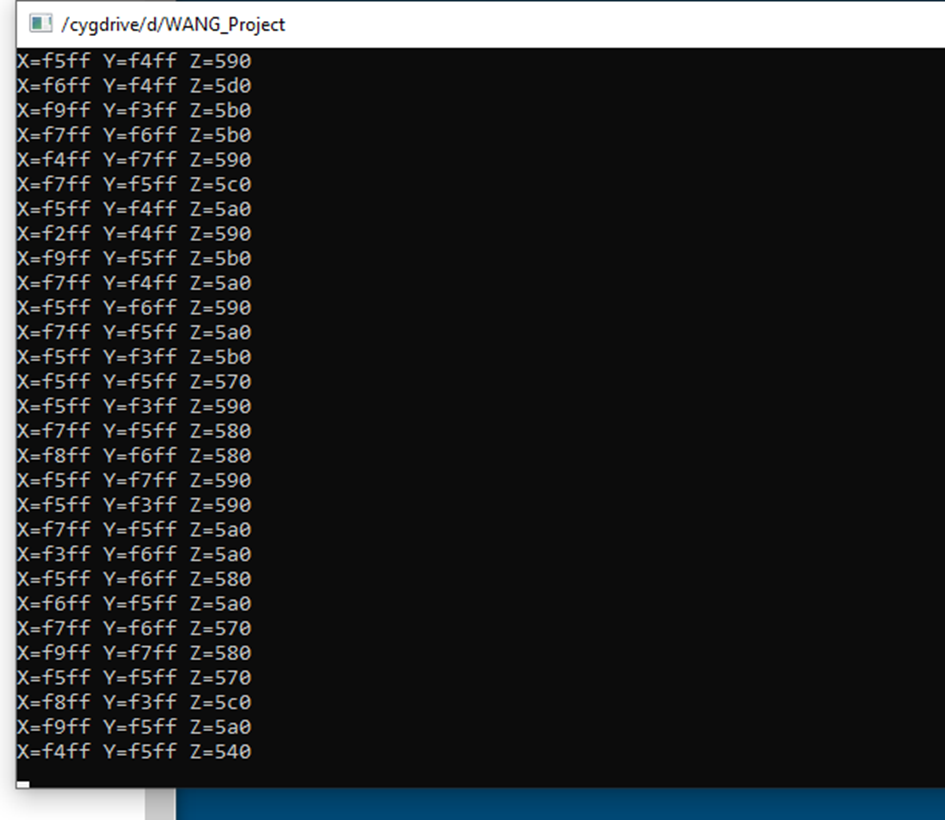 /cygdrive/d/WANG_Project
X=f5ff Y=f4ff Z=590
X=f6ff Y=f4ff Z=5d0
X=f9ff Y=f3ff Z=5b0
X=f7ff Y=f6ff Z=5b0
X=f4ff Y=f7ff Z=590
X=f7ff Y=f5ff Z=5c0
X=f5ff Y=f4ff Z=5a0
X=f2ff Y=f4ff Z=590
X=f9ff Y=f5ff Z=5b0
X=f7ff Y=f4ff Z=5a0
X=f5ff Y=f6ff Z=590
X=f7ff Y=f5ff Z=5a0
X=f5ff Y=f3ff Z=5b0
X=f5ff Y=f5ff Z=570
X=f5ff Y=f3ff Z=590
X=f7ff Y=f5ff Z=580
X=f8ff Y=f6ff Z=580
X=f5ff Y=f7ff Z=590
X=f5ff Y=f3ff Z=590
X=f7ff Y=f5ff Z=5a0
X=f3ff Y=f6ff Z=5a0
X=f5ff Y=f6ff Z=580
X=f6ff Y=f5ff Z=5a0
X=f7ff Y=f6ff Z=570
X=f9ff Y=f7ff Z=580
X=f5ff Y=f5ff Z=570
X=f8ff Y=f3ff Z=5c0
X=f9ff Y=f5ff Z=5a0
X=f4ff Y=f5ff Z=540